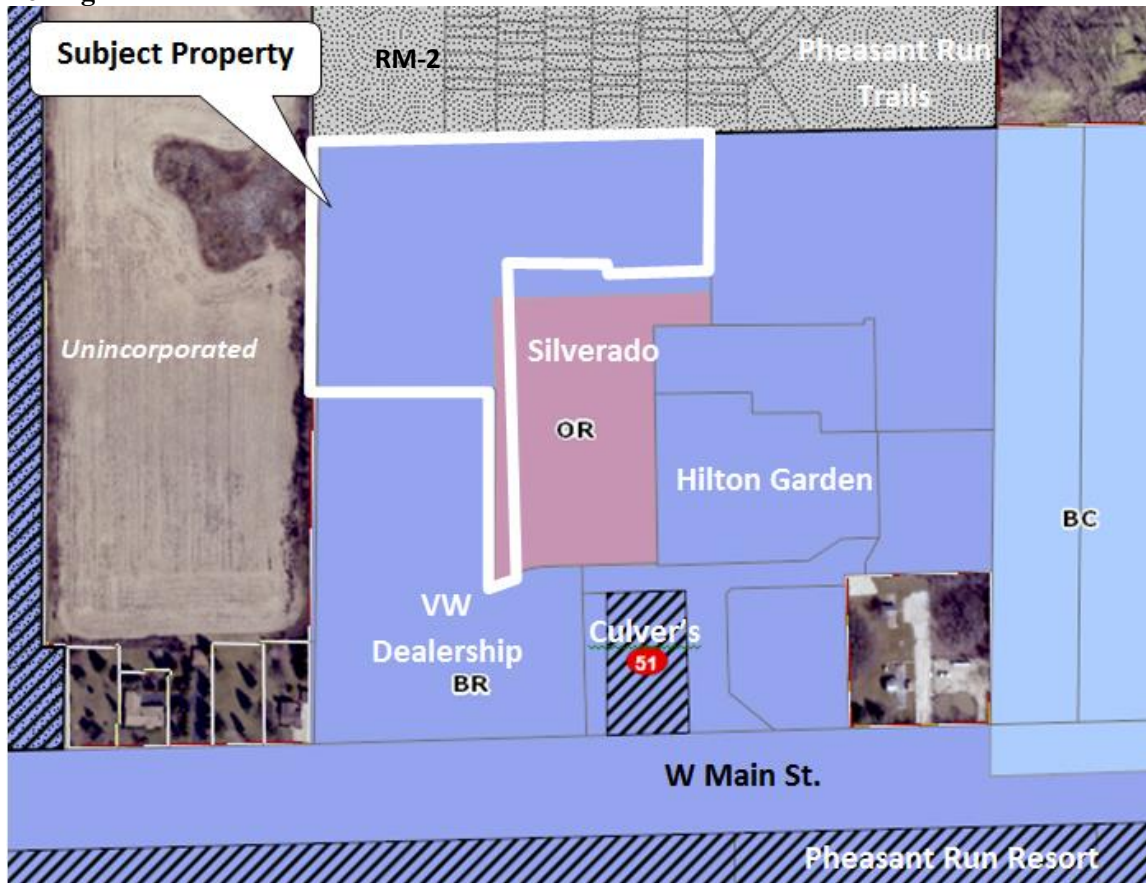 Subject Property
RM-2
Pheasant Run
Trails
Unincorporated
Silverado
OR
Hilton Garden
BC
VW
Dealership
BR
Culver's
51
W Main St.
Pheasant Run Resort